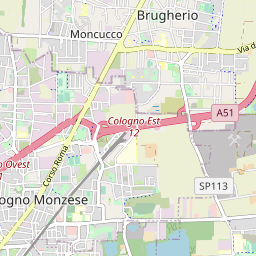 Brugherio
Moncucco
Via d
A51
Cologno Est
12
o Ovest
Corso Roma
SP113
ogno Monzese